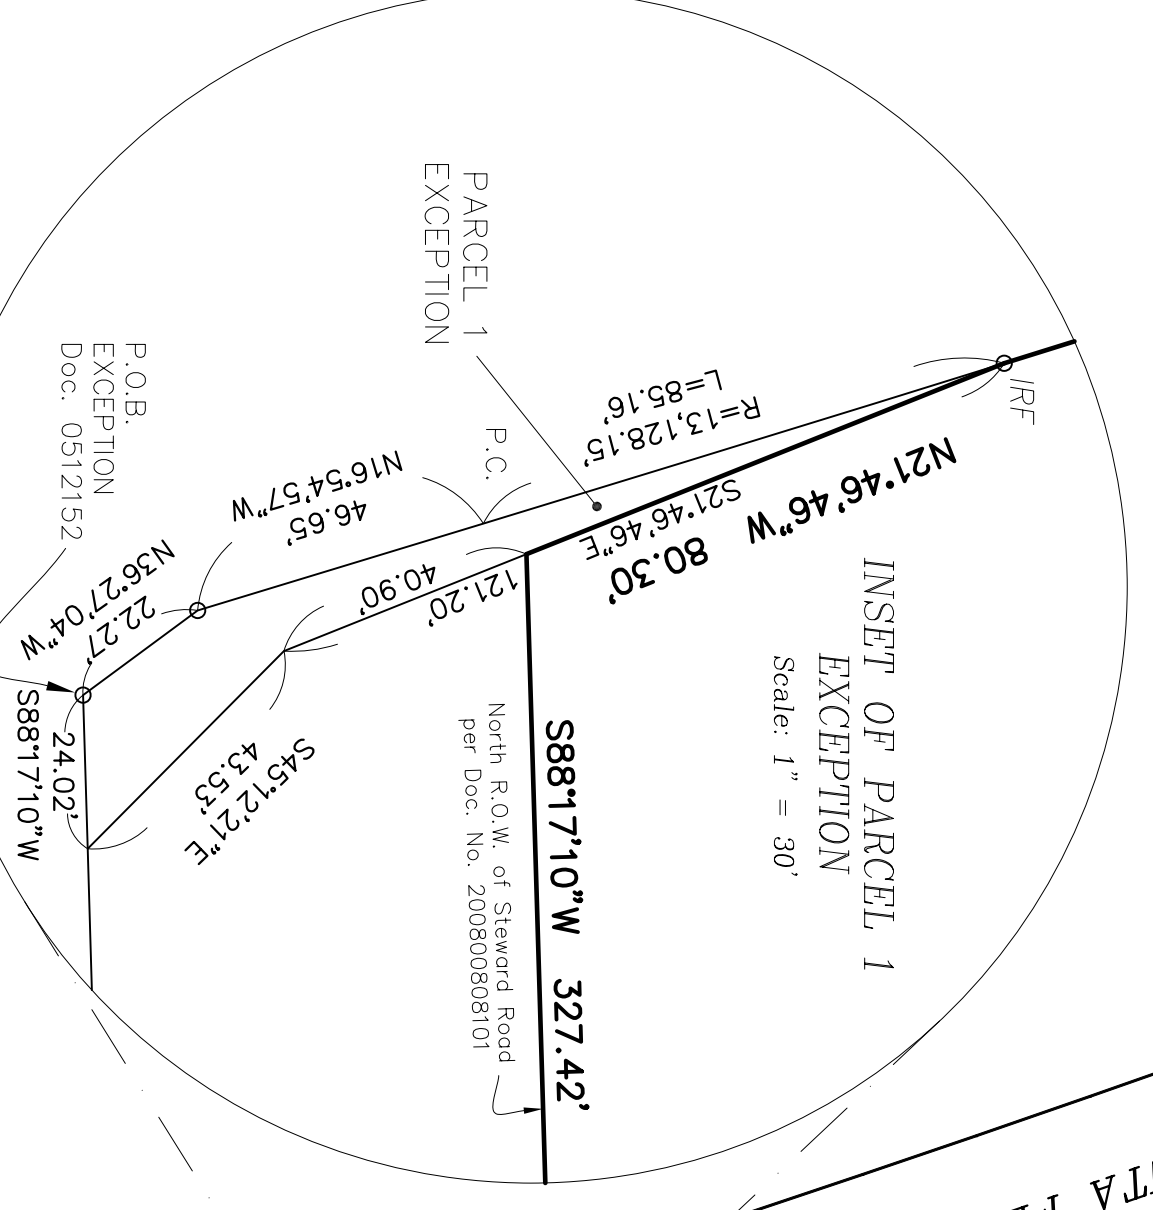 INSET OF PARCEL 1
EXCEPTION
Scale: 1" = 30'
PARCEL 1
EXCEPTION
IRF
N21°46'46"W 80.30'
S21°46'46"E
121.20'
40.90'
R=13,128.15'
L=85.16'
P.C.
N16°54'57"W
46.65'
N36°27'04"W
22.27'
P.O.B.
EXCEPTION
Doc. 0512152
S88°17'10"W
24.02'
S45°12'21"E
43.53'
S88°17'10"W 327.42'
North R.O.W. of Steward Road
per Doc. No. 200800808101